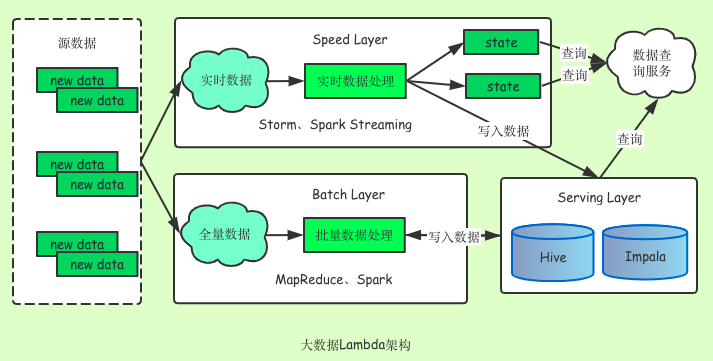 源数据
new data
new data
new data
new data
new data
new data
Speed Layer
实时数据
实时数据处理
state
state
Storm、Spark Streaming
查询
查询
数据查
询服务
写入数据
查询
Batch Layer
全量数据
批量数据处理
MapReduce、Spark
写入数据
Serving Layer
Hive
Impala
大数据Lambda架构